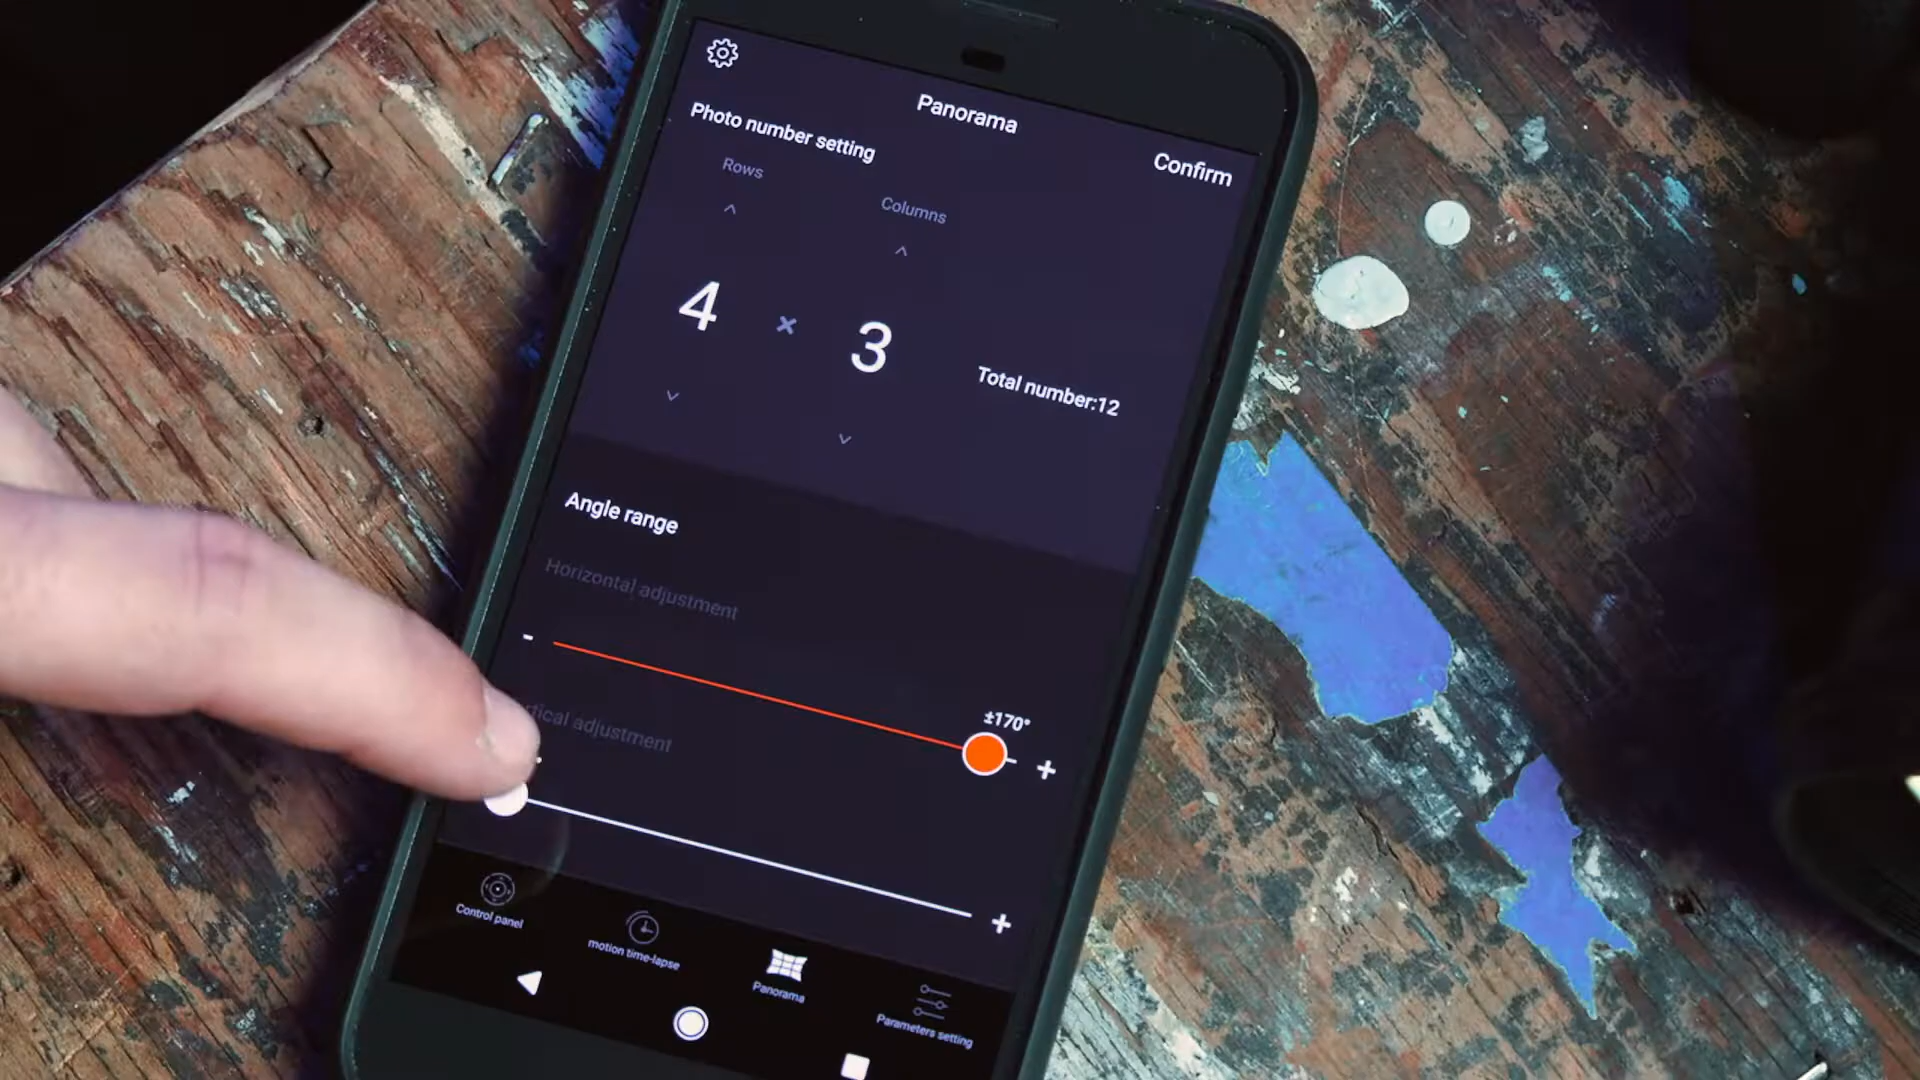 Panorama
Confirm
Photo number setting
Rows
Columns
4 × 3
Total number:12
Angle range
Horizontal adjustment
- +
±170°
adjustment
+
Control panel
motion time-lapse
Panorama
Parameters setting